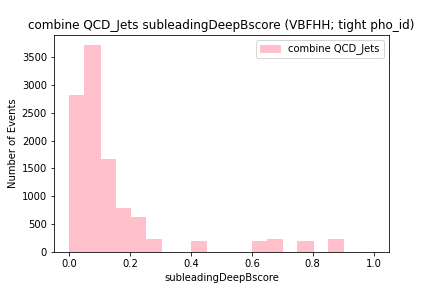 combine QCD_Jets subleadingDeepBscore (VBFHH; tight pho_id)
combine QCD_Jets
Number of Events
3500
3000
2500
2000
1500
1000
500
0
0.0 0.2 0.4 0.6 0.8 1.0
subleadingDeepBscore